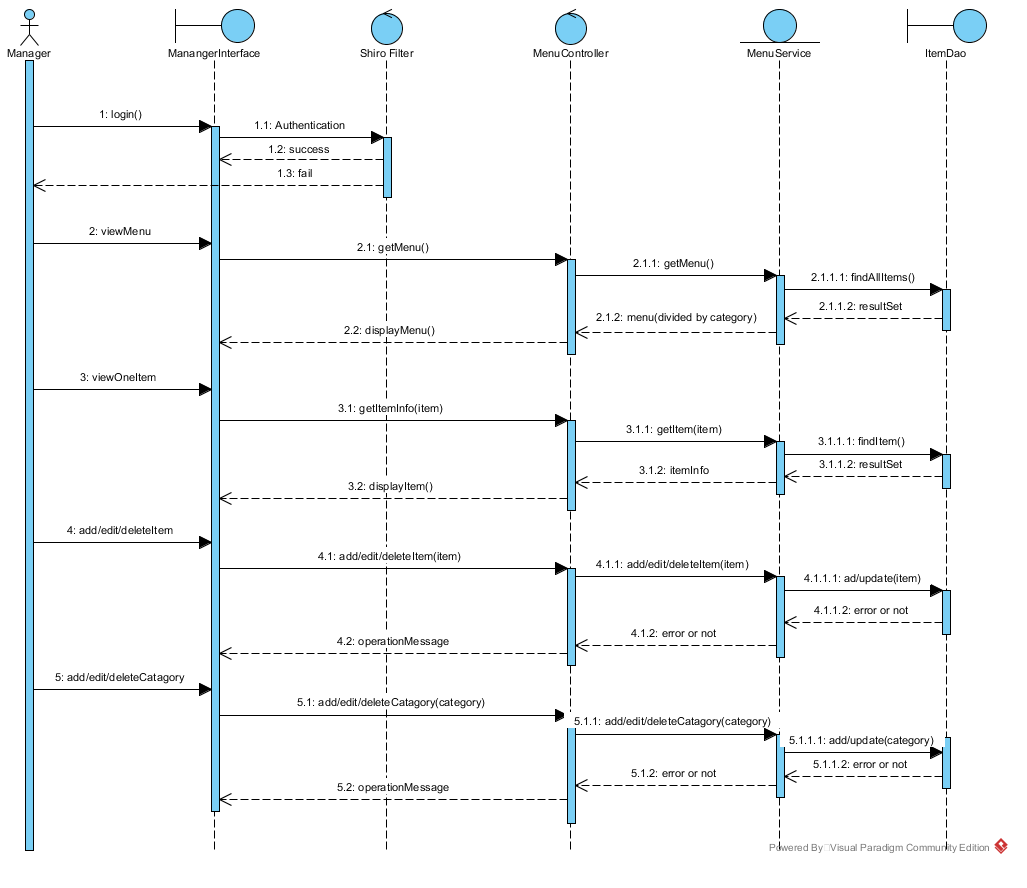 Manager
ManangerInterface
Shiro Filter
MenuController
MenuService
ItemDao
1: login()
1.1: Authentication
1.2: success
1.3: fail
2: viewMenu
2.1: getMenu()
2.1.1: getMenu()
2.1.1.1: findAllItems()
2.1.1.2: resultSet
2.1.2: menu(divided by category)
2.2: displayMenu()
3: viewOneItem
3.1: getItemInfo(item)
3.1.1: getItem(item)
3.1.1.1: findItem()
3.1.1.2: resultSet
3.1.2: itemInfo
3.2: displayItem()
4: add/edit/deleteItem
4.1: add/edit/deleteItem(item)
4.1.1: add/edit/deleteItem(item)
4.1.1.1: ad/update(item)
4.1.1.2: error or not
4.1.2: error or not
4.2: operationMessage
5: add/edit/deleteCatagory
5.1: add/edit/deleteCatagory(category)
5.1.1: add/edit/deleteCatagory(category)
5.1.1.1: add/update(category)
5.1.1.2: error or not
5.1.2: error or not
5.2: operationMessage
Powered By Visual Paradigm Community Edition